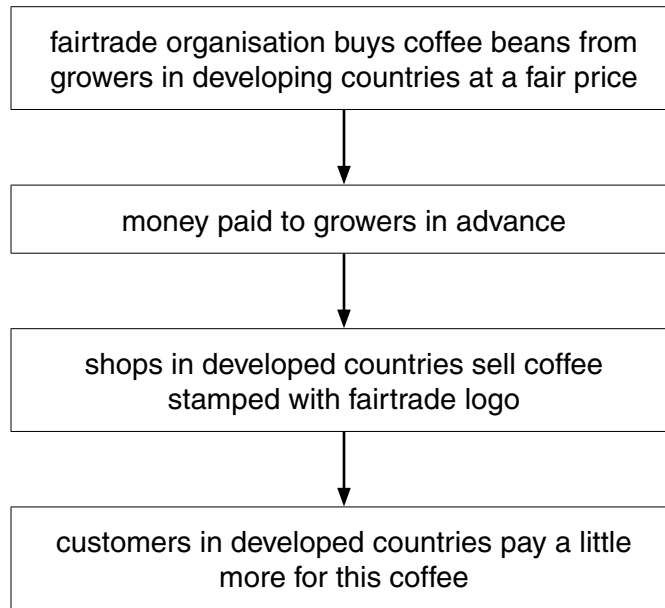 fairtrade organisation buys coffee beans from
growers in developing countries at a fair price
money paid to growers in advance
shops in developed countries sell coffee
stamped with fairtrade logo
customers in developed countries pay a little
more for this coffee